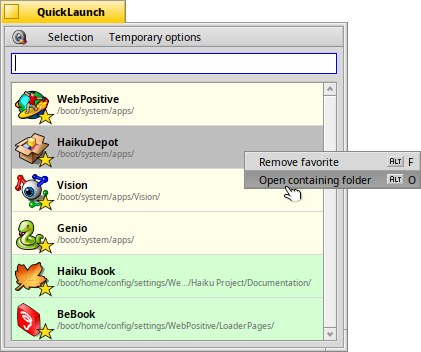 QuickLaunch
Selection Temporary options
WebPositive
/boot/system/apps/
HaikuDepot
/boot/system/apps/
Remove favorite ALT F
Open containing folder ALT O
Vision
/boot/system/apps/Vision/
Genio
/boot/system/apps/
Haiku Book
/boot/home/config/settings/We.../Haiku Project/Documentation/
BeBook
/boot/home/config/settings/WebPositive/LoaderPages/